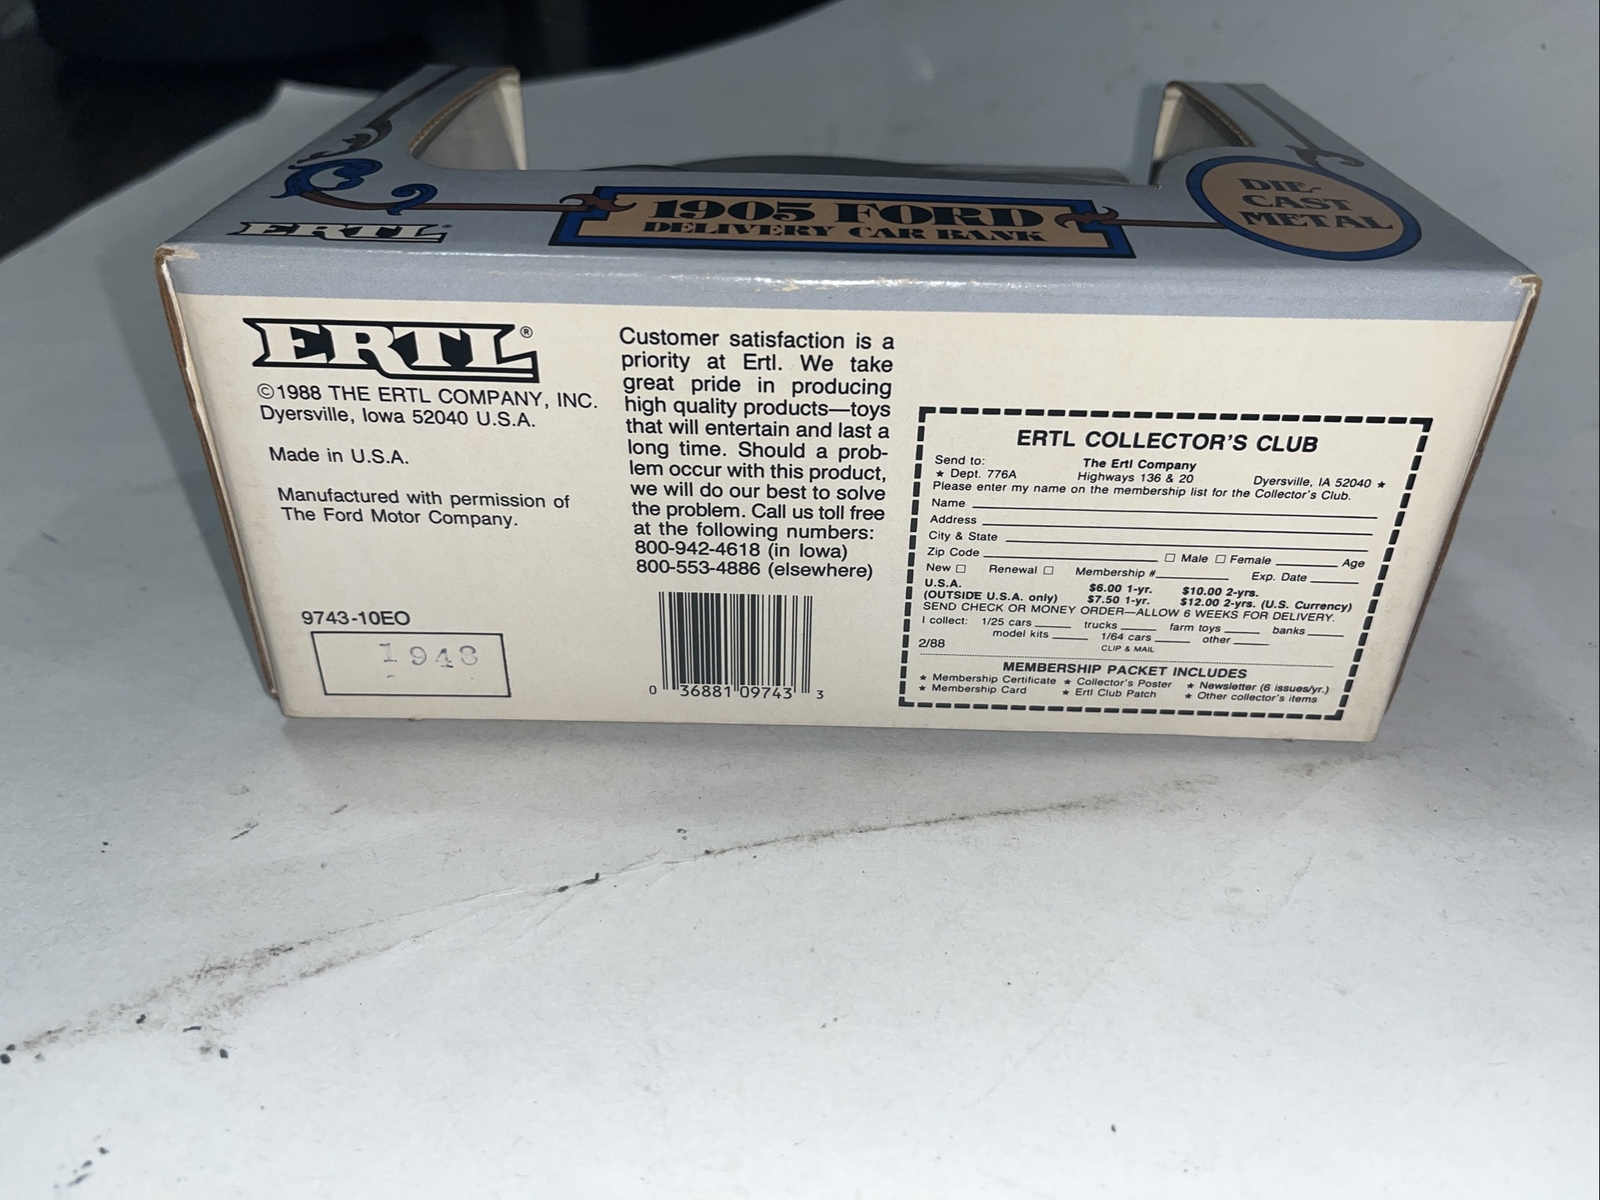 ERTL
1905 FORD
DELIVERY CAR BANK
DIE-
CAST
METAL
ERTL®
©1988 THE ERTL COMPANY, INC.
Dyersville, Iowa 52040 U.S.A.
Made in U.S.A.
Manufactured with permission of
The Ford Motor Company.
9743-10EO
1948
Customer satisfaction is a
priority at Ertl. We take
great pride in producing
high quality products—toys
that will entertain and last a
long time. Should a prob-
lem occur with this product,
we will do our best to solve
the problem. Call us toll free
at the following numbers:
800-942-4618 (in Iowa)
800-553-4886 (elsewhere)
0 36881 09743 3
ERTL COLLECTOR'S CLUB
Send to: The Ertl Company
★ Dept. 776A Highways 136 & 20 Dyersville, IA 52040 ★
Please enter my name on the membership list for the Collector's Club.
Name
Address
City & State
Zip Code □ Male □ Female Age
New □ Renewal □ Membership # Exp. Date
U.S.A. $6.00 1-yr. $10.00 2-yrs.
(OUTSIDE U.S.A. only) $7.50 1-yr. $12.00 2-yrs. (U.S. Currency)
SEND CHECK OR MONEY ORDER—ALLOW 6 WEEKS FOR DELIVERY.
I collect: 1/25 cars trucks farm toys banks
model kits 1/64 cars other
2/88 CLIP & MAIL
MEMBERSHIP PACKET INCLUDES
★ Membership Certificate ★ Collector's Poster ★ Newsletter (6 issues/yr.)
★ Membership Card ★ Ertl Club Patch ★ Other collector's items